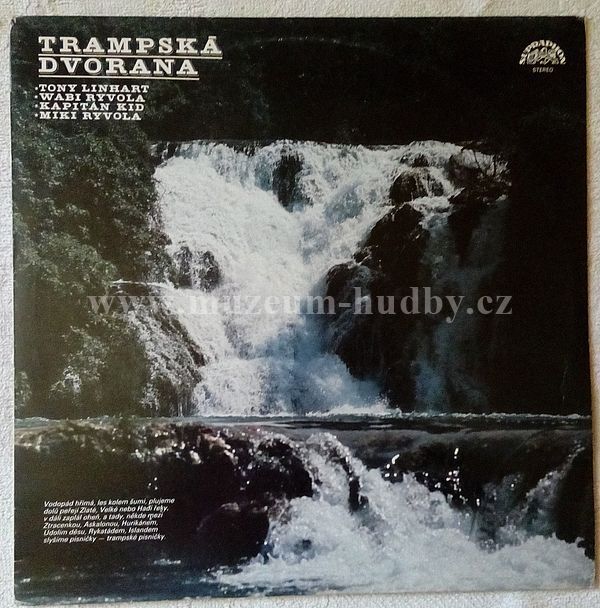 TRAMPSKÁ
DVORANA
• TONY LINHART
• WABI RYVOLA
• KAPITÁN KID
• MIKI RYVOLA
SUPRAPHON
STEREO
www.muzeum-hudby.cz
Vodopád hřímá, les kolem šumí, plujeme
dolů peřejí Zlaté, Velké nebo Hadí řeky,
v dáli zaplál oheň, a tady, někde mezi
Ztracenkou, Askalonou, Hurikánem,
Údolím děsu, Rykatádem, Islandem
slyšíme písničky — trampské písničky.